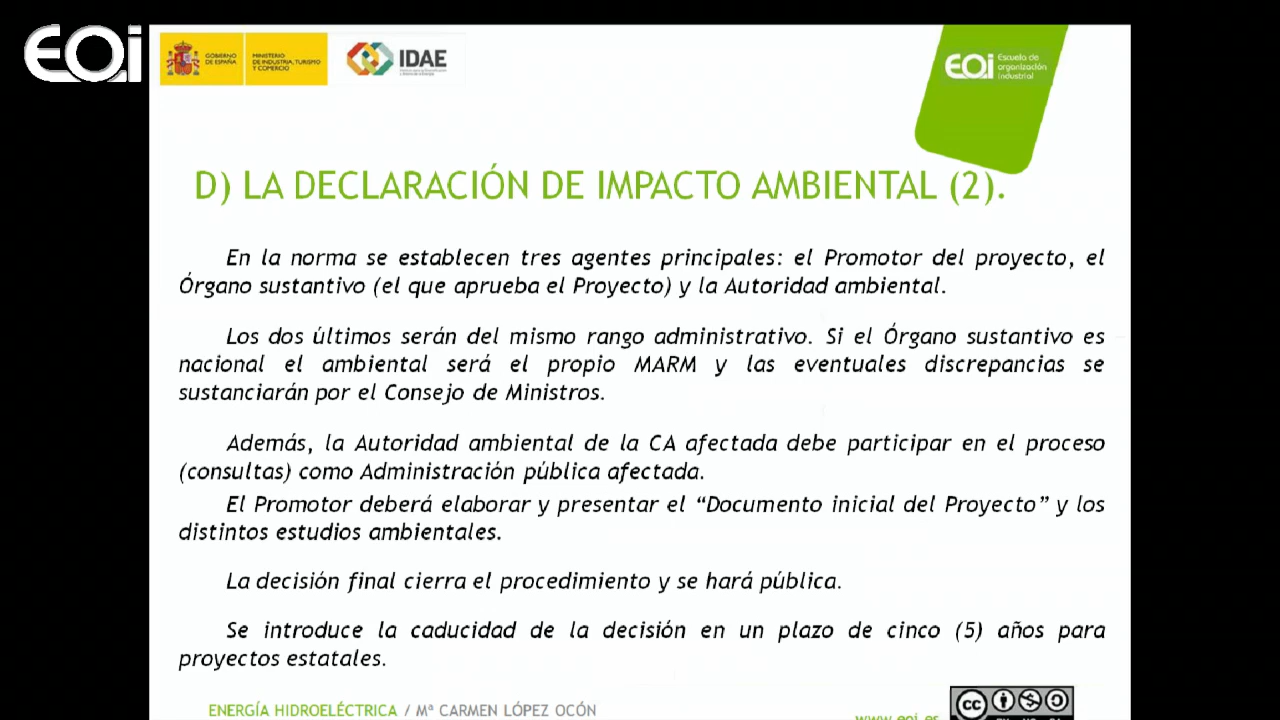 EOi
GOBIERNO
DE ESPAÑA
MINISTERIO
DE INDUSTRIA, TURISMO
Y COMERCIO
IDAE
EOi
Escuela de
organización
industrial
D) LA DECLARACIÓN DE IMPACTO AMBIENTAL (2).
En la norma se establecen tres agentes principales: el Promotor del proyecto, el
Órgano sustantivo (el que aprueba el Proyecto) y la Autoridad ambiental.
Los dos últimos serán del mismo rango administrativo. Si el Órgano sustantivo es
nacional el ambiental será el propio MARM y las eventuales discrepancias se
sustanciarán por el Consejo de Ministros.
Además, la Autoridad ambiental de la CA afectada debe participar en el proceso
(consultas) como Administración pública afectada.
El Promotor deberá elaborar y presentar el “Documento inicial del Proyecto” y los
distintos estudios ambientales.
La decisión final cierra el procedimiento y se hará pública.
Se introduce la caducidad de la decisión en un plazo de cinco (5) años para
proyectos estatales.
ENERGÍA HIDROELÉCTRICA / Mª CARMEN LÓPEZ OCÓN
www.eoi.es
cc